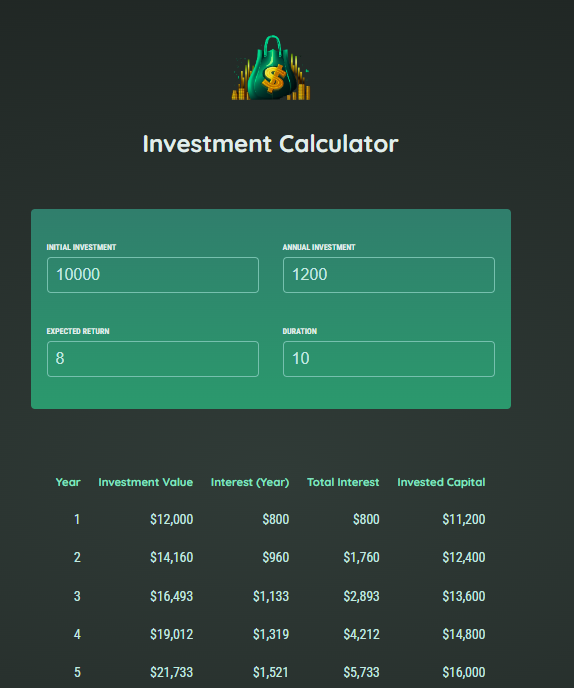 $
Investment Calculator
INITIAL INVESTMENT ANNUAL INVESTMENT
10000 1200
EXPECTED RETURN DURATION
8 10
Year Investment Value Interest (Year) Total Interest Invested Capital
1 $12,000 $800 $800 $11,200
2 $14,160 $960 $1,760 $12,400
3 $16,493 $1,133 $2,893 $13,600
4 $19,012 $1,319 $4,212 $14,800
5 $21,733 $1,521 $5,733 $16,000